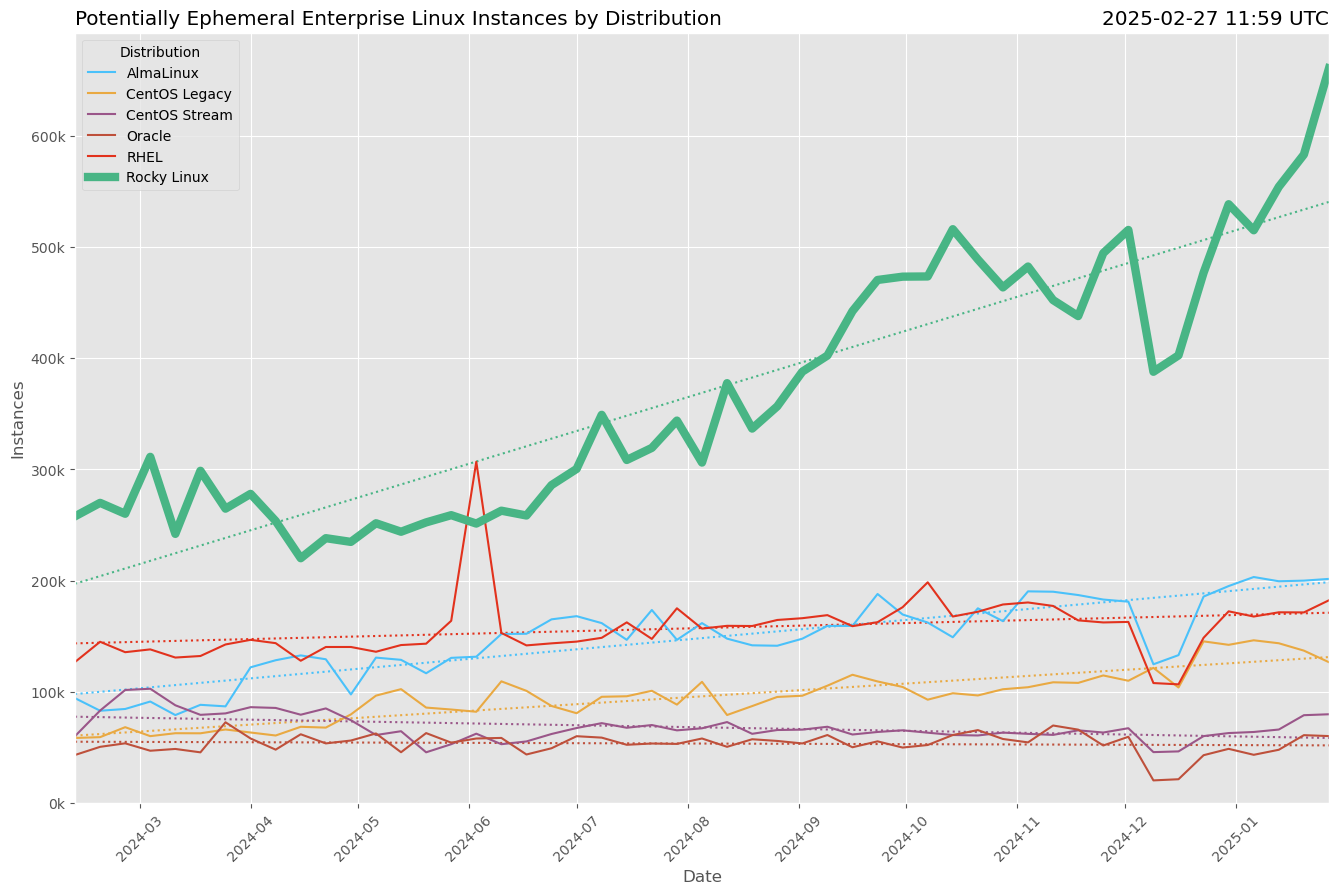 Potentially Ephemeral Enterprise Linux Instances by Distribution
2025-02-27 11:59 UTC
Distribution
AlmaLinux
CentOS Legacy
CentOS Stream
Oracle
RHEL
Rocky Linux
600k
500k
400k
300k
200k
100k
0k
Instances
2024-03
2024-04
2024-05
2024-06
2024-07
2024-08
2024-09
2024-10
2024-11
2024-12
2025-01
Date